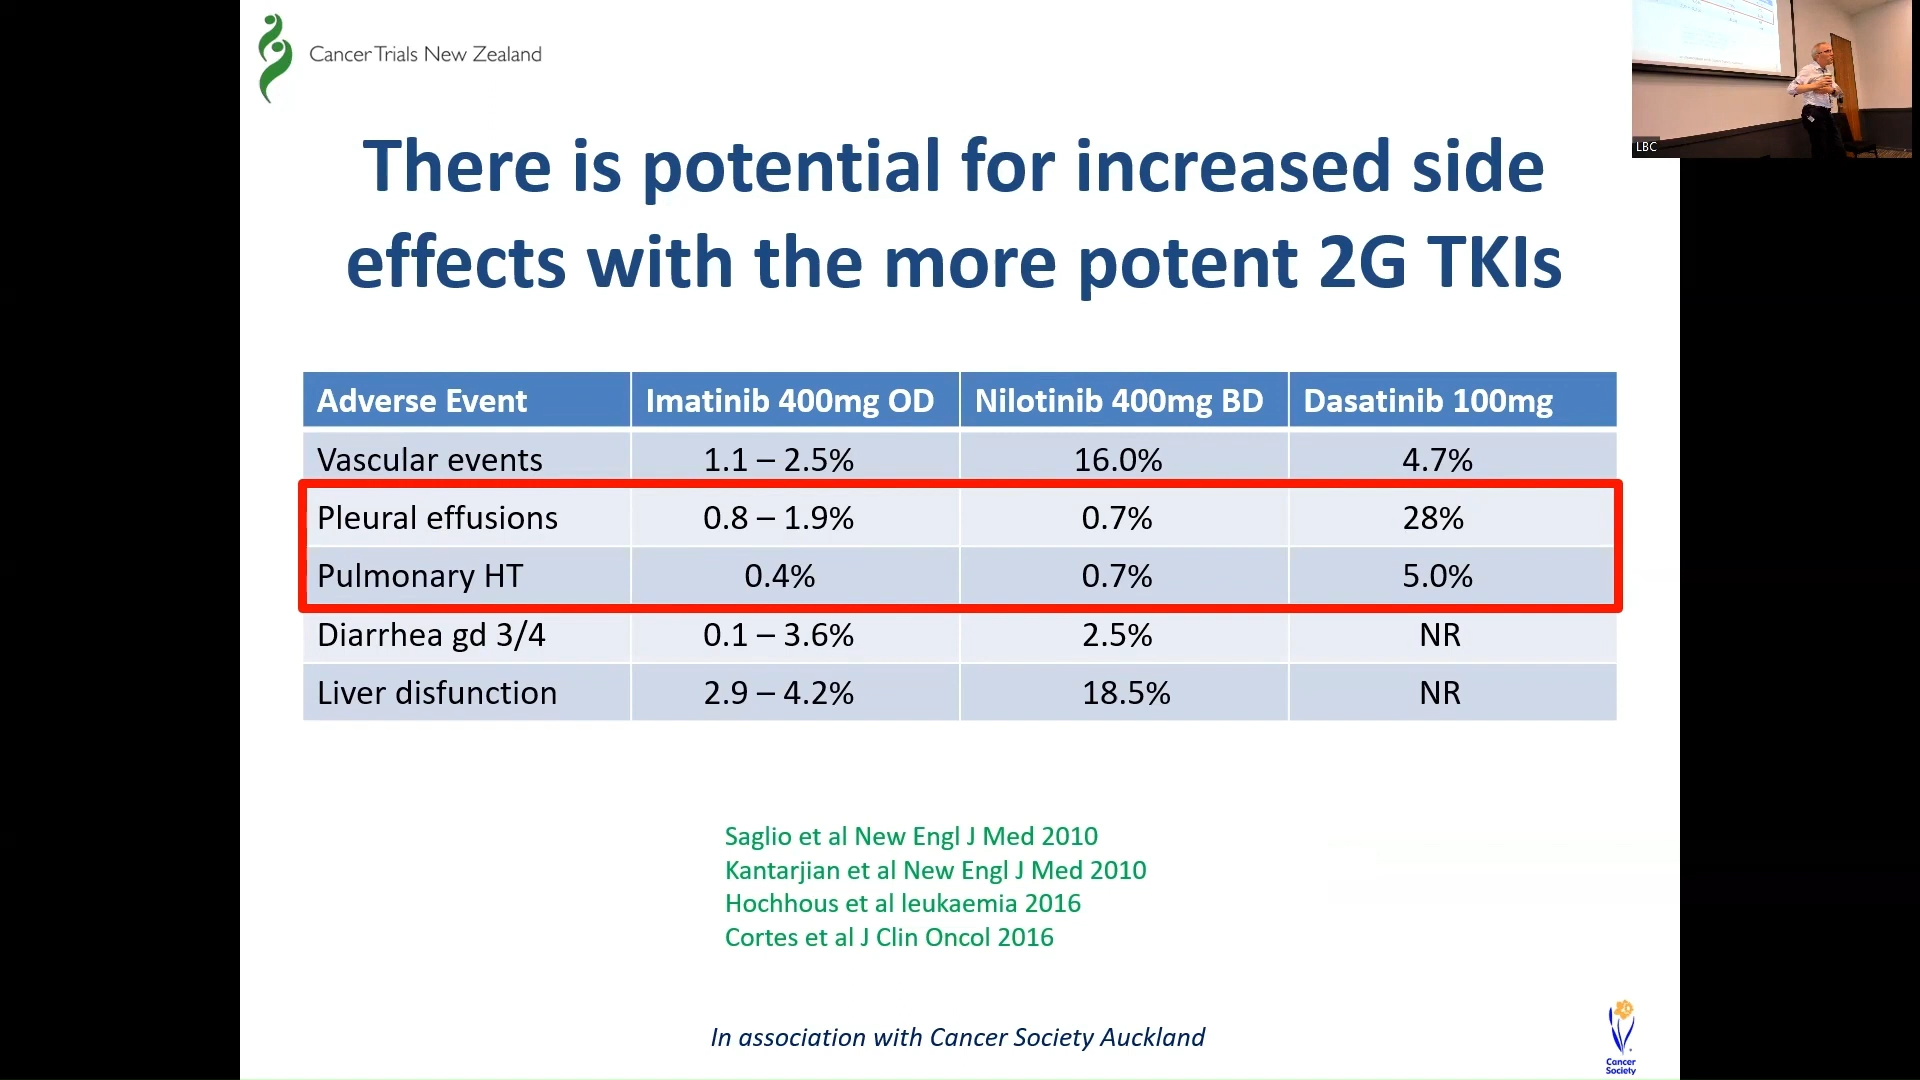 Cancer Trials New Zealand
There is potential for increased side
effects with the more potent 2G TKIs
Adverse Event Imatinib 400mg OD Nilotinib 400mg BD Dasatinib 100mg
Vascular events 1.1 – 2.5% 16.0% 4.7%
Pleural effusions 0.8 – 1.9% 0.7% 28%
Pulmonary HT 0.4% 0.7% 5.0%
Diarrhea gd 3/4 0.1 – 3.6% 2.5% NR
Liver disfunction 2.9 – 4.2% 18.5% NR
Saglio et al New Engl J Med 2010
Kantarjian et al New Engl J Med 2010
Hochhous et al leukaemia 2016
Cortes et al J Clin Oncol 2016
In association with Cancer Society Auckland
Cancer
Society
LBC